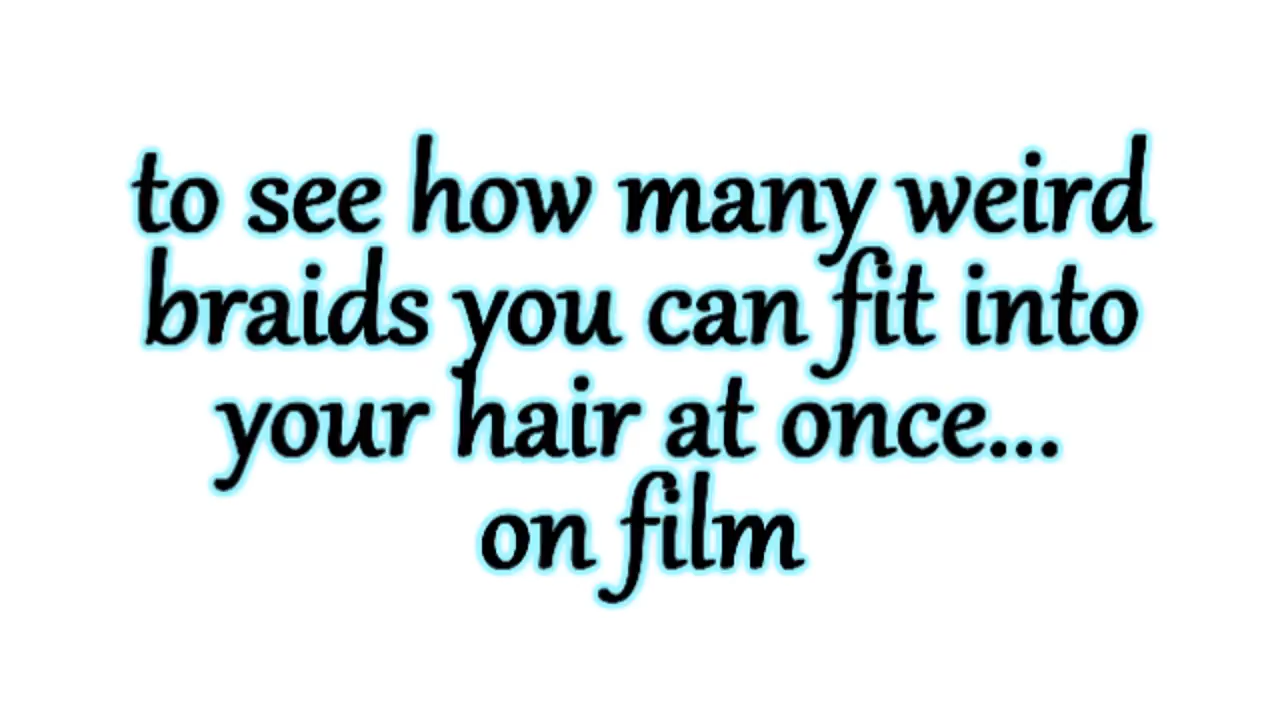 to see how many weird
braids you can fit into
your hair at once...
on film